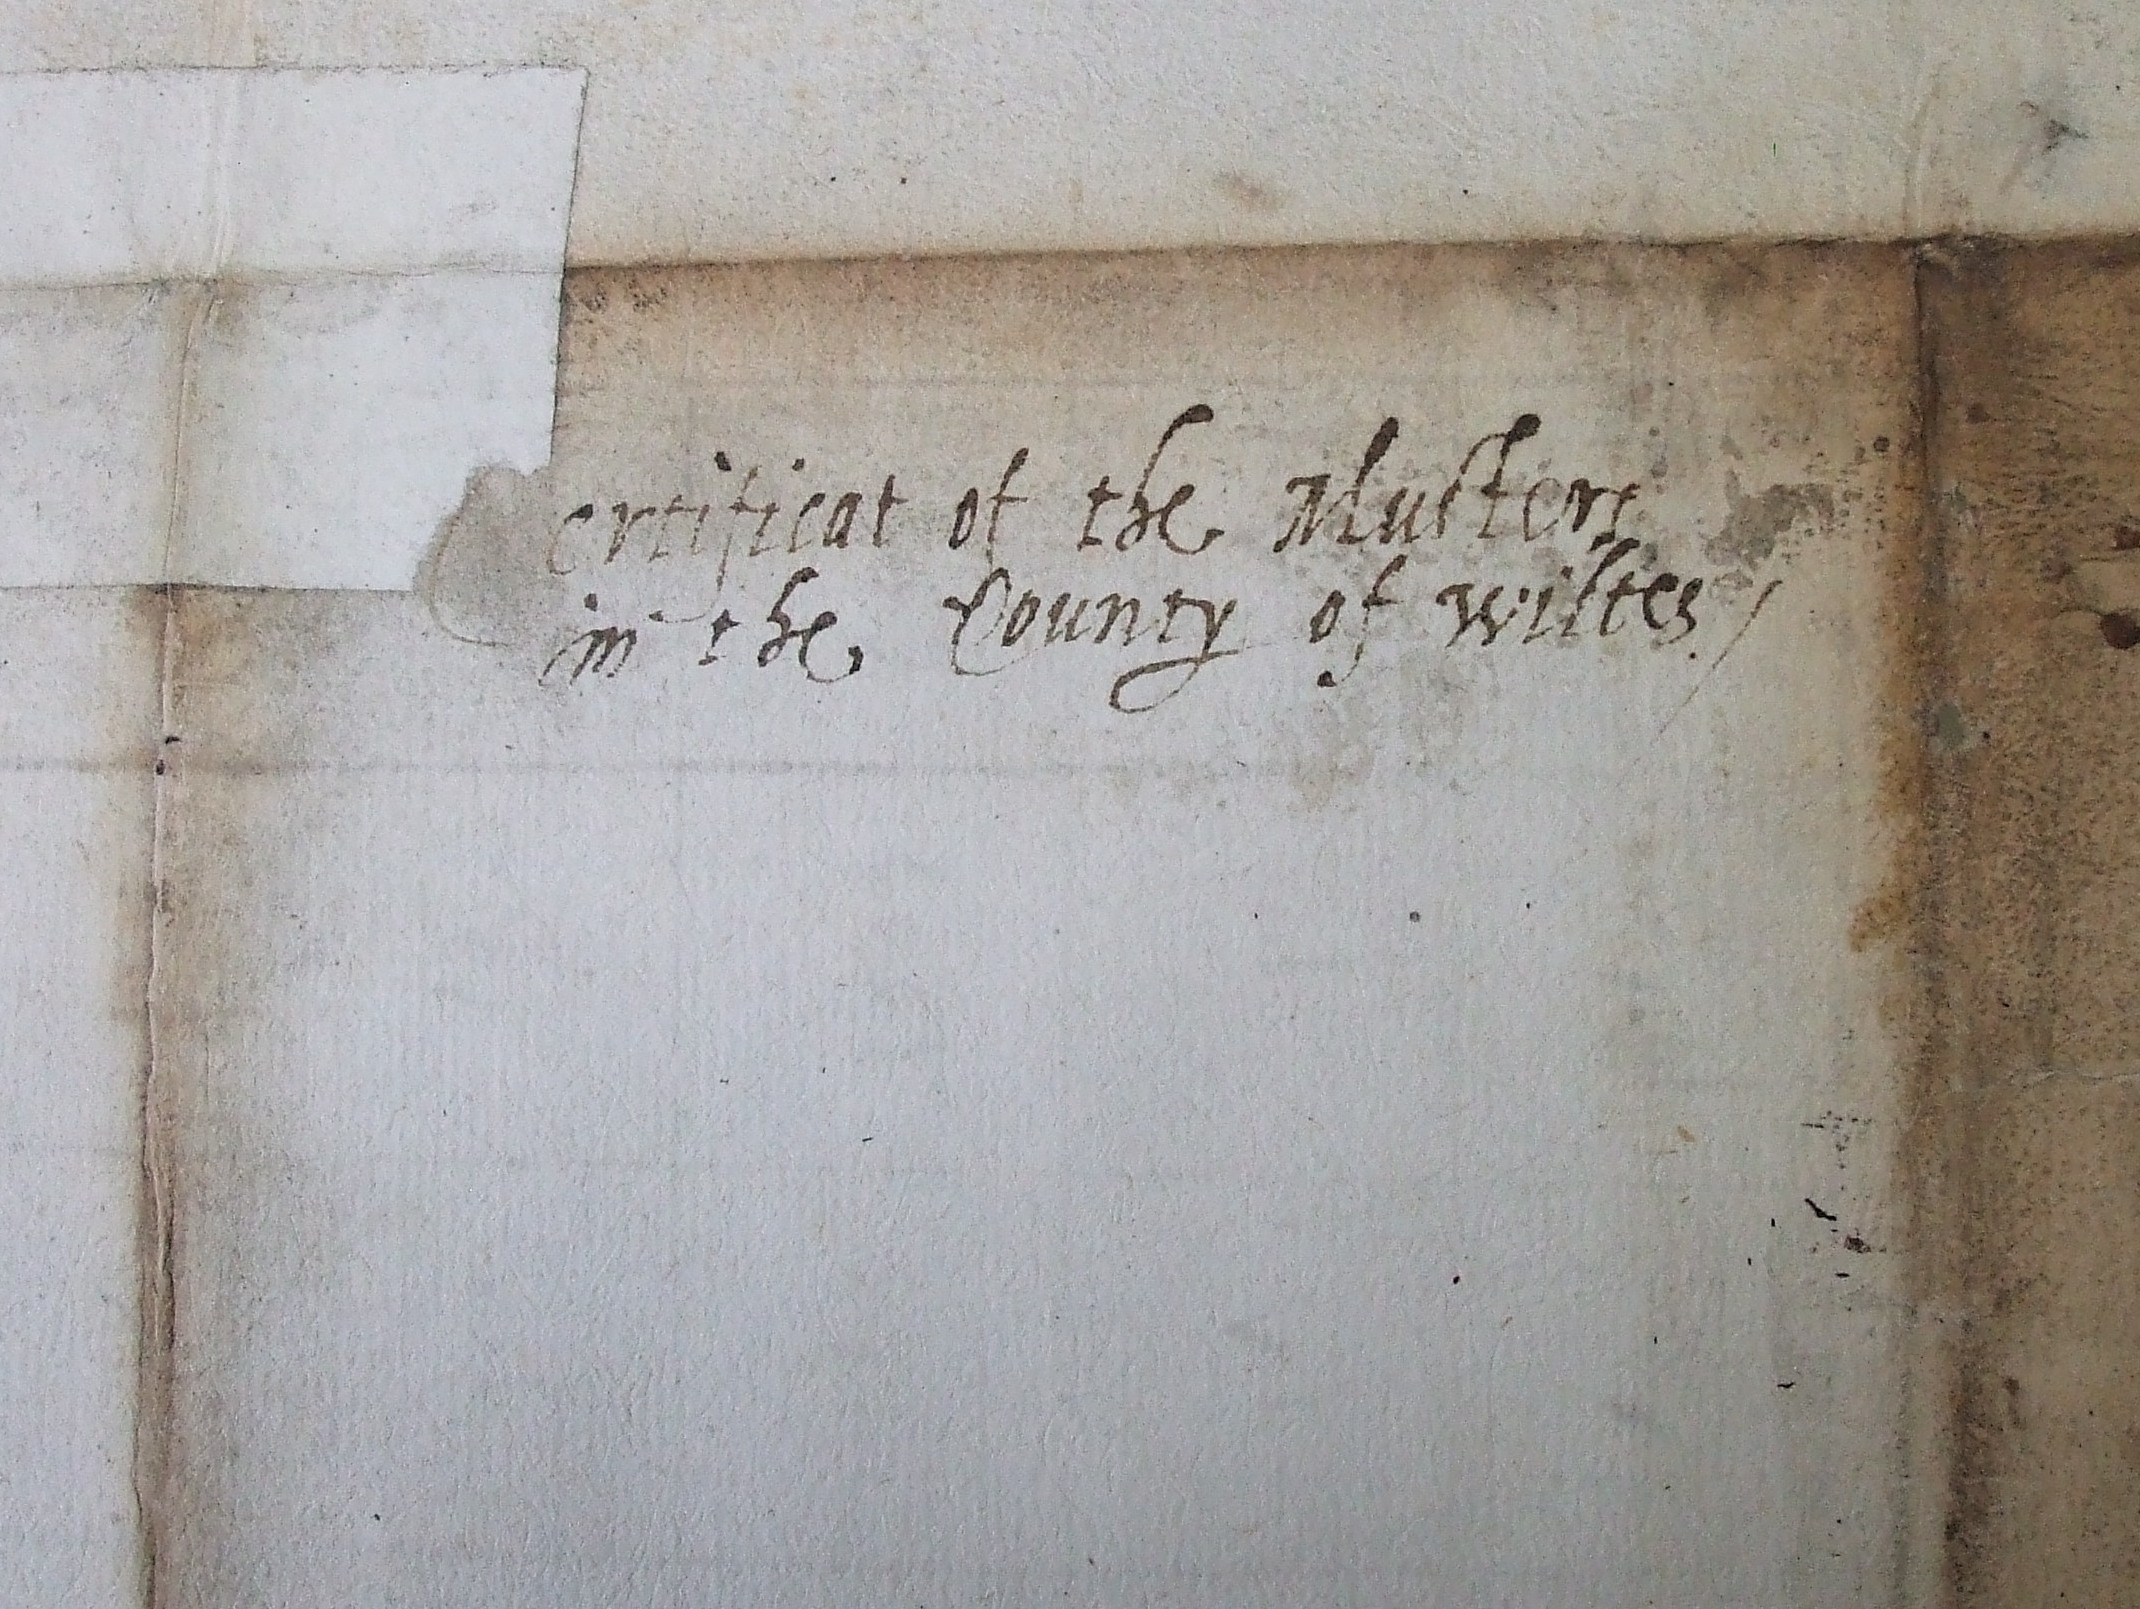 Certificat of the Musters
in the County of Wiltes./